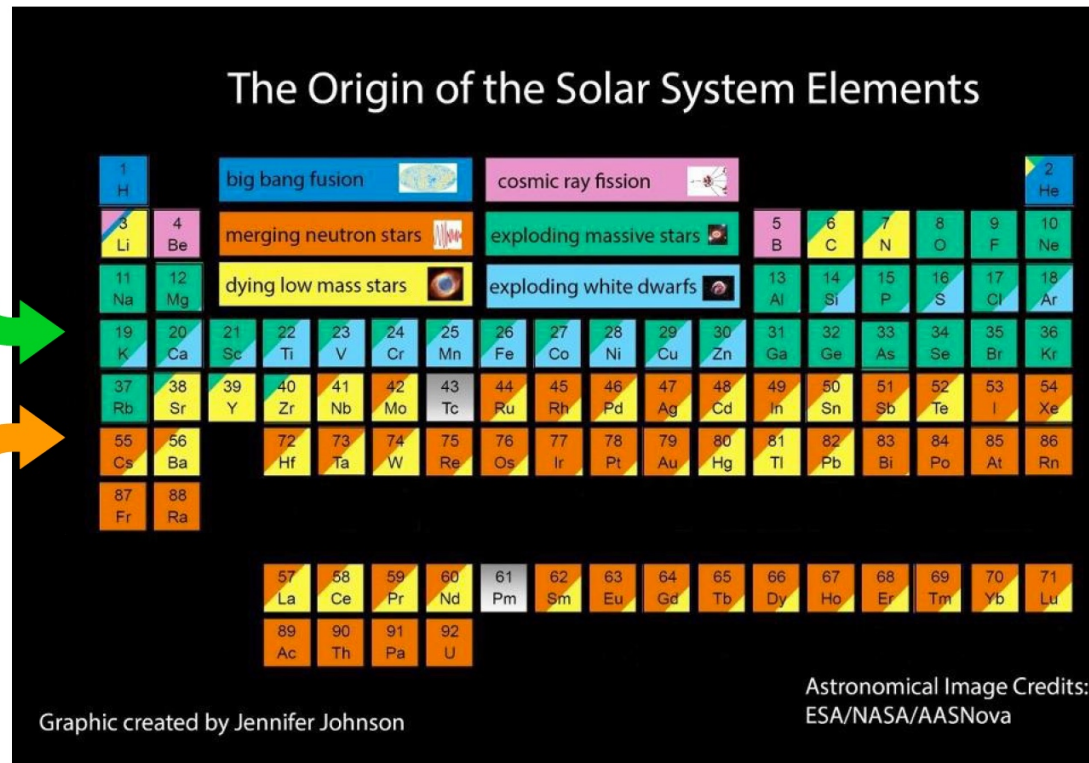 The Origin of the Solar System Elements
1 H
big bang fusion
cosmic ray fission
2 He
3 Li
4 Be
merging neutron stars
exploding massive stars
5 B
6 C
7 N
8 O
9 F
10 Ne
11 Na
12 Mg
dying low mass stars
exploding white dwarfs
13 Al
14 Si
15 P
16 S
17 Cl
18 Ar
19 K
20 Ca
21 Sc
22 Ti
23 V
24 Cr
25 Mn
26 Fe
27 Co
28 Ni
29 Cu
30 Zn
31 Ga
32 Ge
33 As
34 Se
35 Br
36 Kr
37 Rb
38 Sr
39 Y
40 Zr
41 Nb
42 Mo
43 Tc
44 Ru
45 Rh
46 Pd
47 Ag
48 Cd
49 In
50 Sn
51 Sb
52 Te
53 I
54 Xe
55 Cs
56 Ba
72 Hf
73 Ta
74 W
75 Re
76 Os
77 Ir
78 Pt
79 Au
80 Hg
81 Tl
82 Pb
83 Bi
84 Po
85 At
86 Rn
87 Fr
88 Ra
57 La
58 Ce
59 Pr
60 Nd
61 Pm
62 Sm
63 Eu
64 Gd
65 Tb
66 Dy
67 Ho
68 Er
69 Tm
70 Yb
71 Lu
89 Ac
90 Th
91 Pa
92 U
Graphic created by Jennifer Johnson
Astronomical Image Credits:
ESA/NASA/AASNova